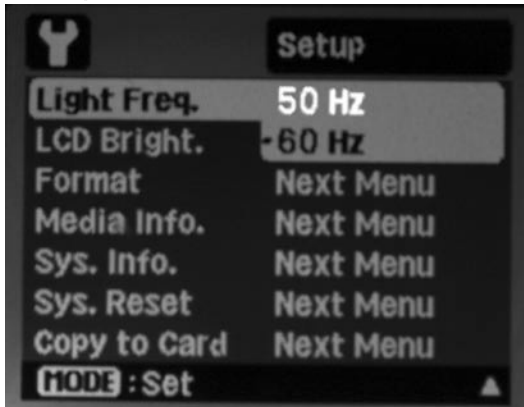 Setup
Light Freq. 50 Hz
LCD Bright. 60 Hz
Format Next Menu
Media Info. Next Menu
Sys. Info. Next Menu
Sys. Reset Next Menu
Copy to Card Next Menu
MODE :Set